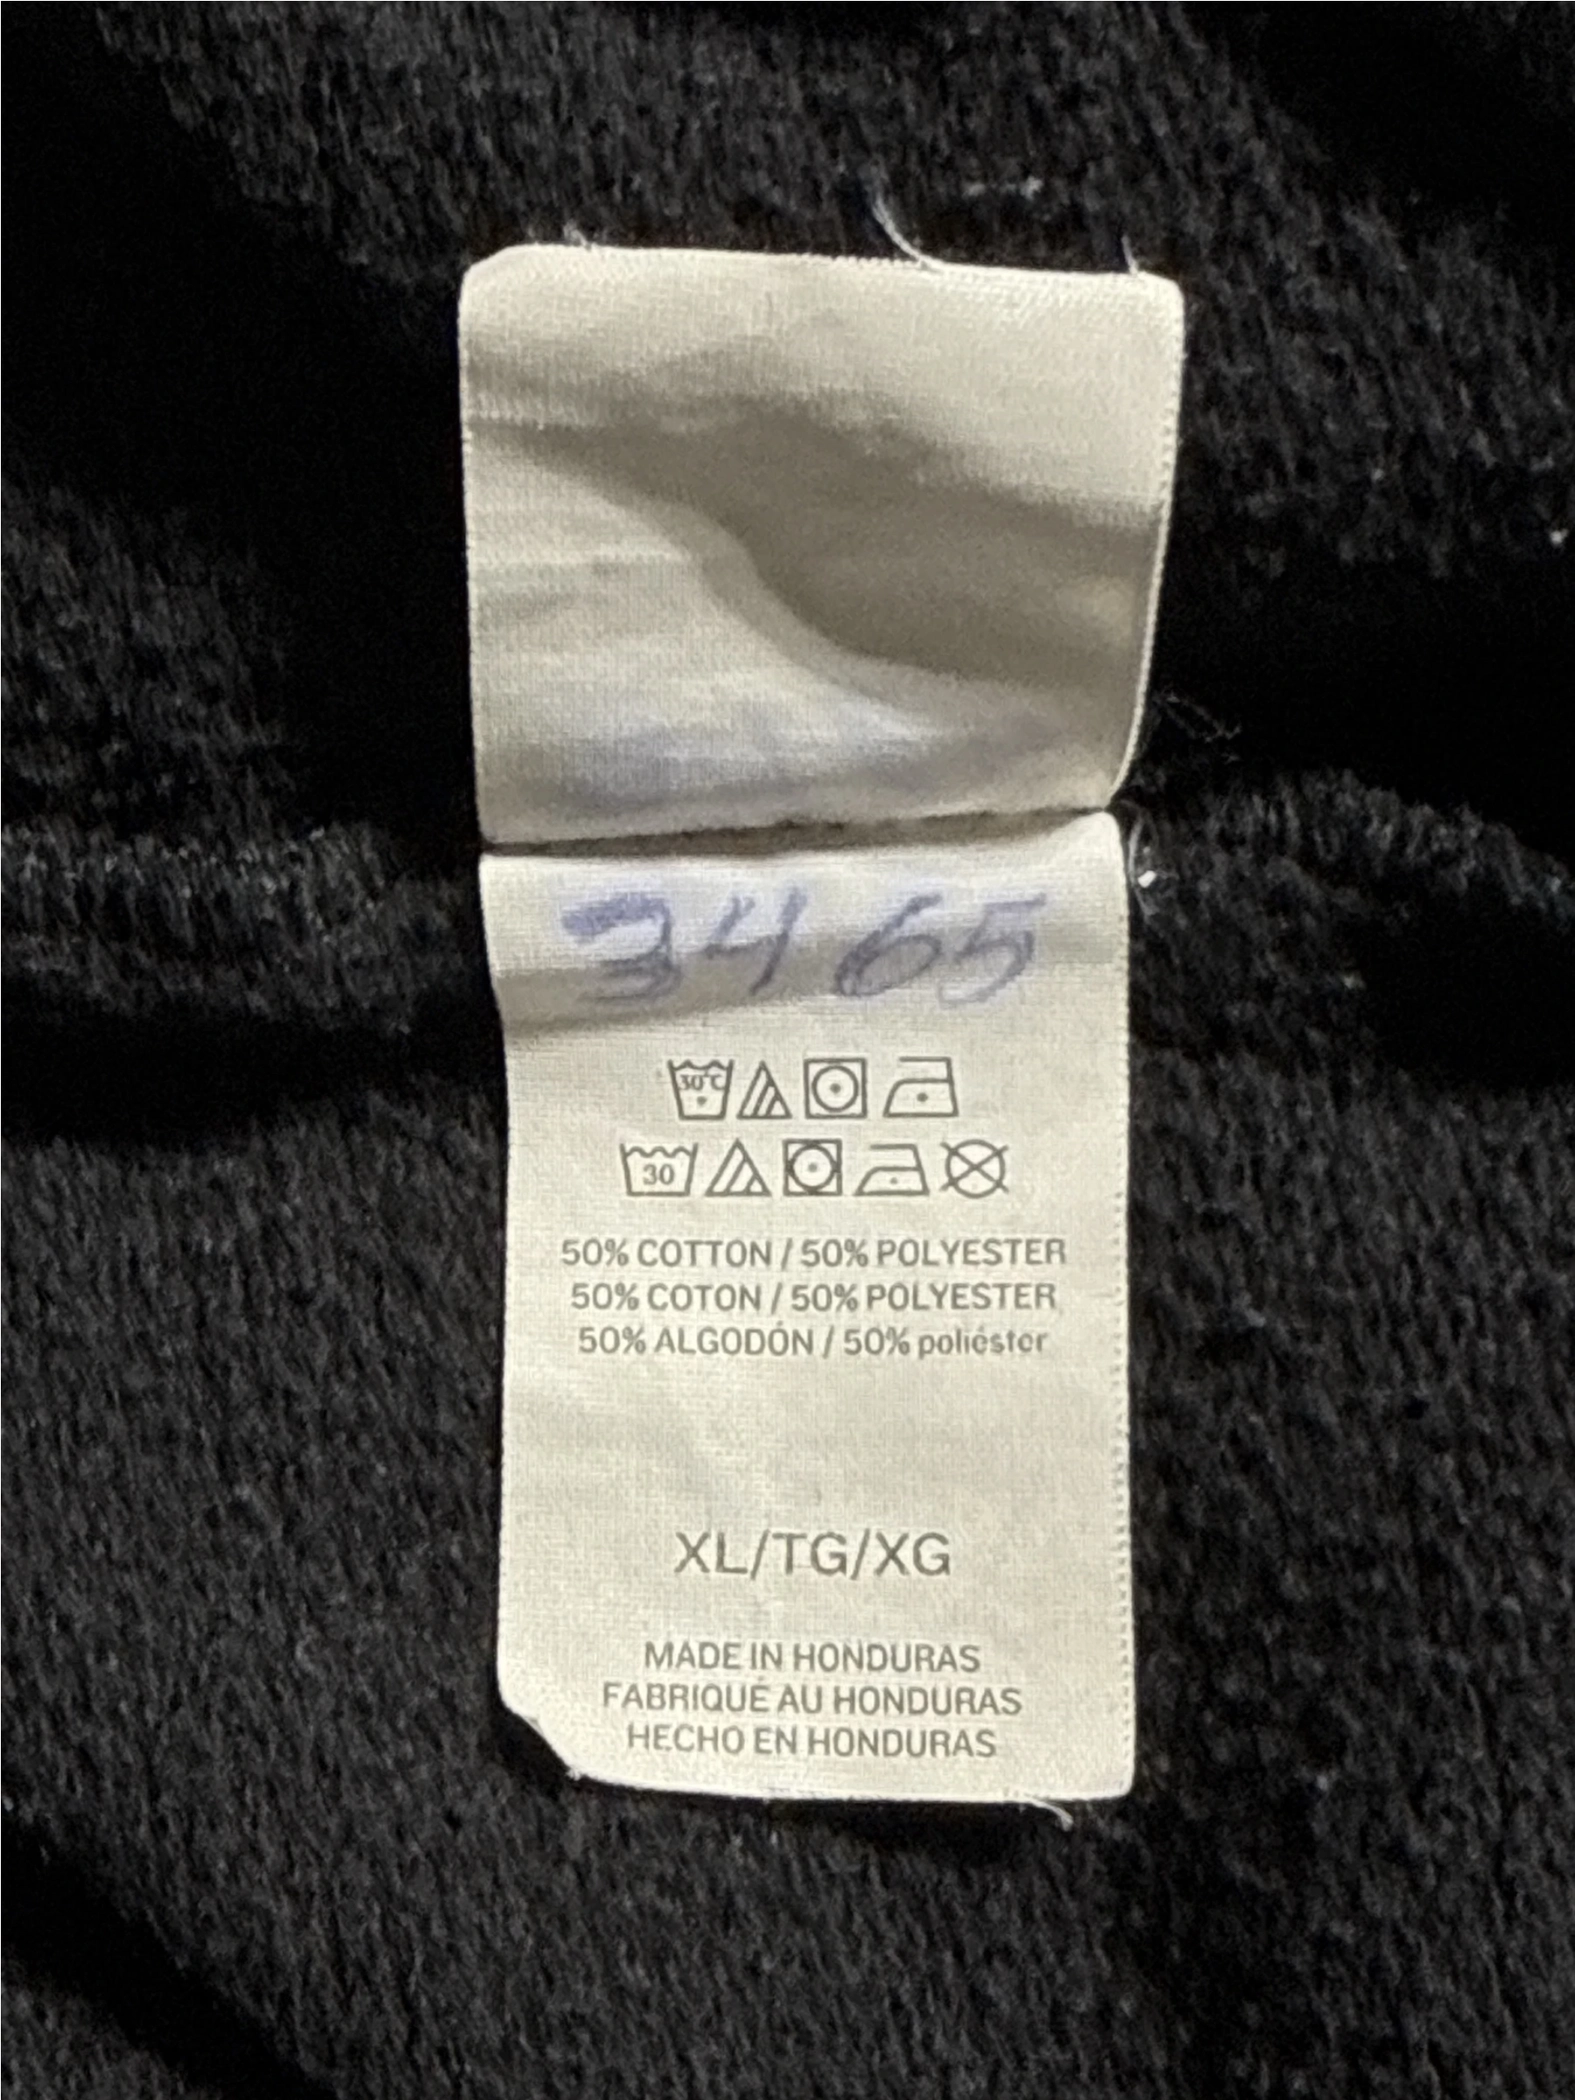 3465
30°C
30
50% COTTON / 50% POLYESTER
50% COTON / 50% POLYESTER
50% ALGODÓN / 50% poliéster
XL/TG/XG
MADE IN HONDURAS
FABRIQUÉ AU HONDURAS
HECHO EN HONDURAS